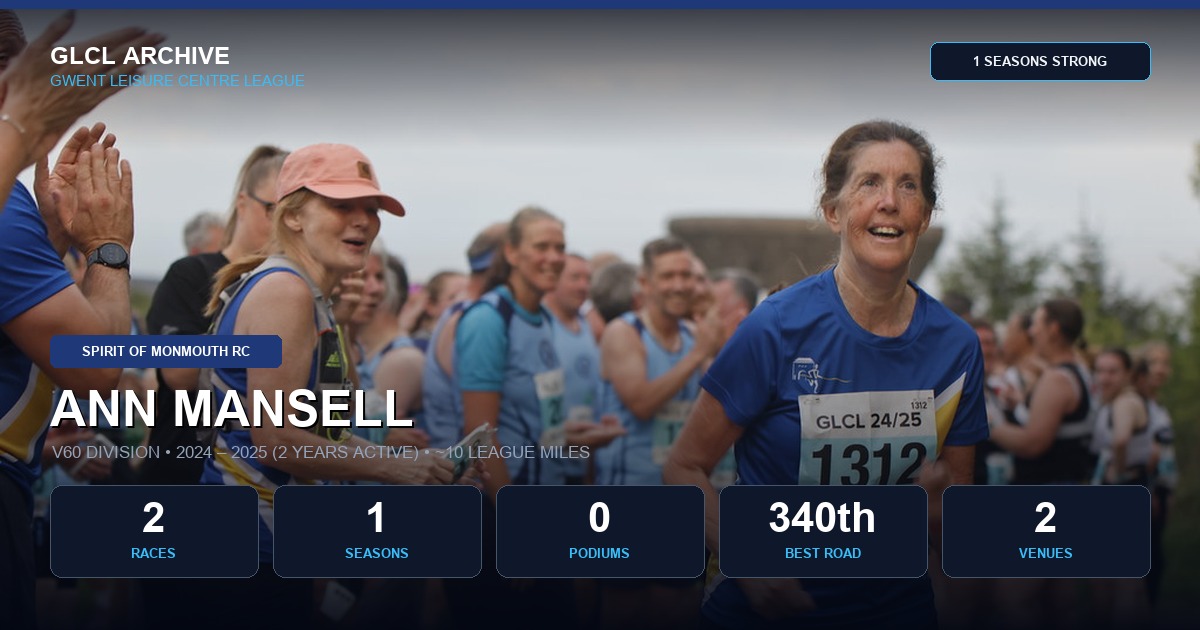 GLCL ARCHIVE
GWENT LEISURE CENTRE LEAGUE
1 SEASONS STRONG
SPIRIT OF MONMOUTH RC
ANN MANSELL
V60 DIVISION • 2024 – 2025 (2 YEARS ACTIVE) • ~10 LEAGUE MILES
1312
GLCL 24/25
1312
2
RACES
1
SEASONS
0
PODIUMS
340th
BEST ROAD
2
VENUES